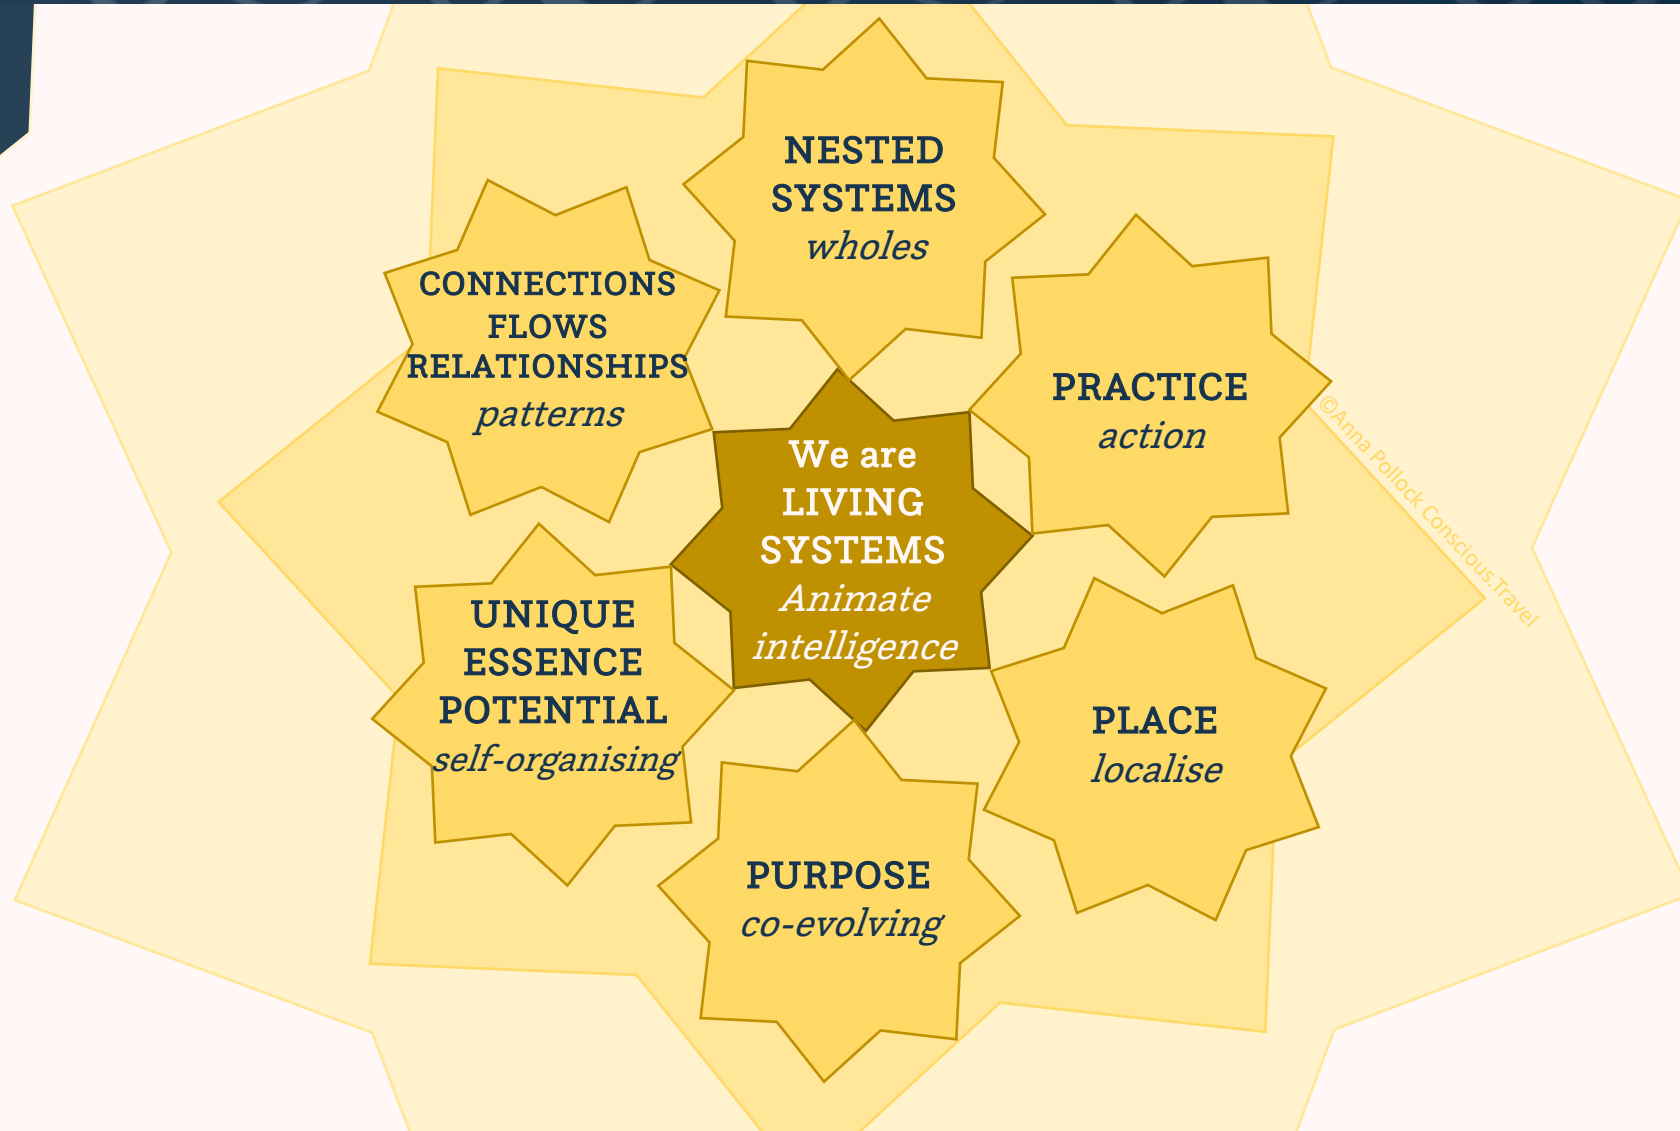 NESTED
SYSTEMS
wholes
CONNECTIONS
FLOWS
RELATIONSHIPS
patterns
PRACTICE
action
©Anna Pollock Conscious.Travel
We are
LIVING
SYSTEMS
Animate
intelligence
UNIQUE
ESSENCE
POTENTIAL
self-organising
PLACE
localise
PURPOSE
co-evolving